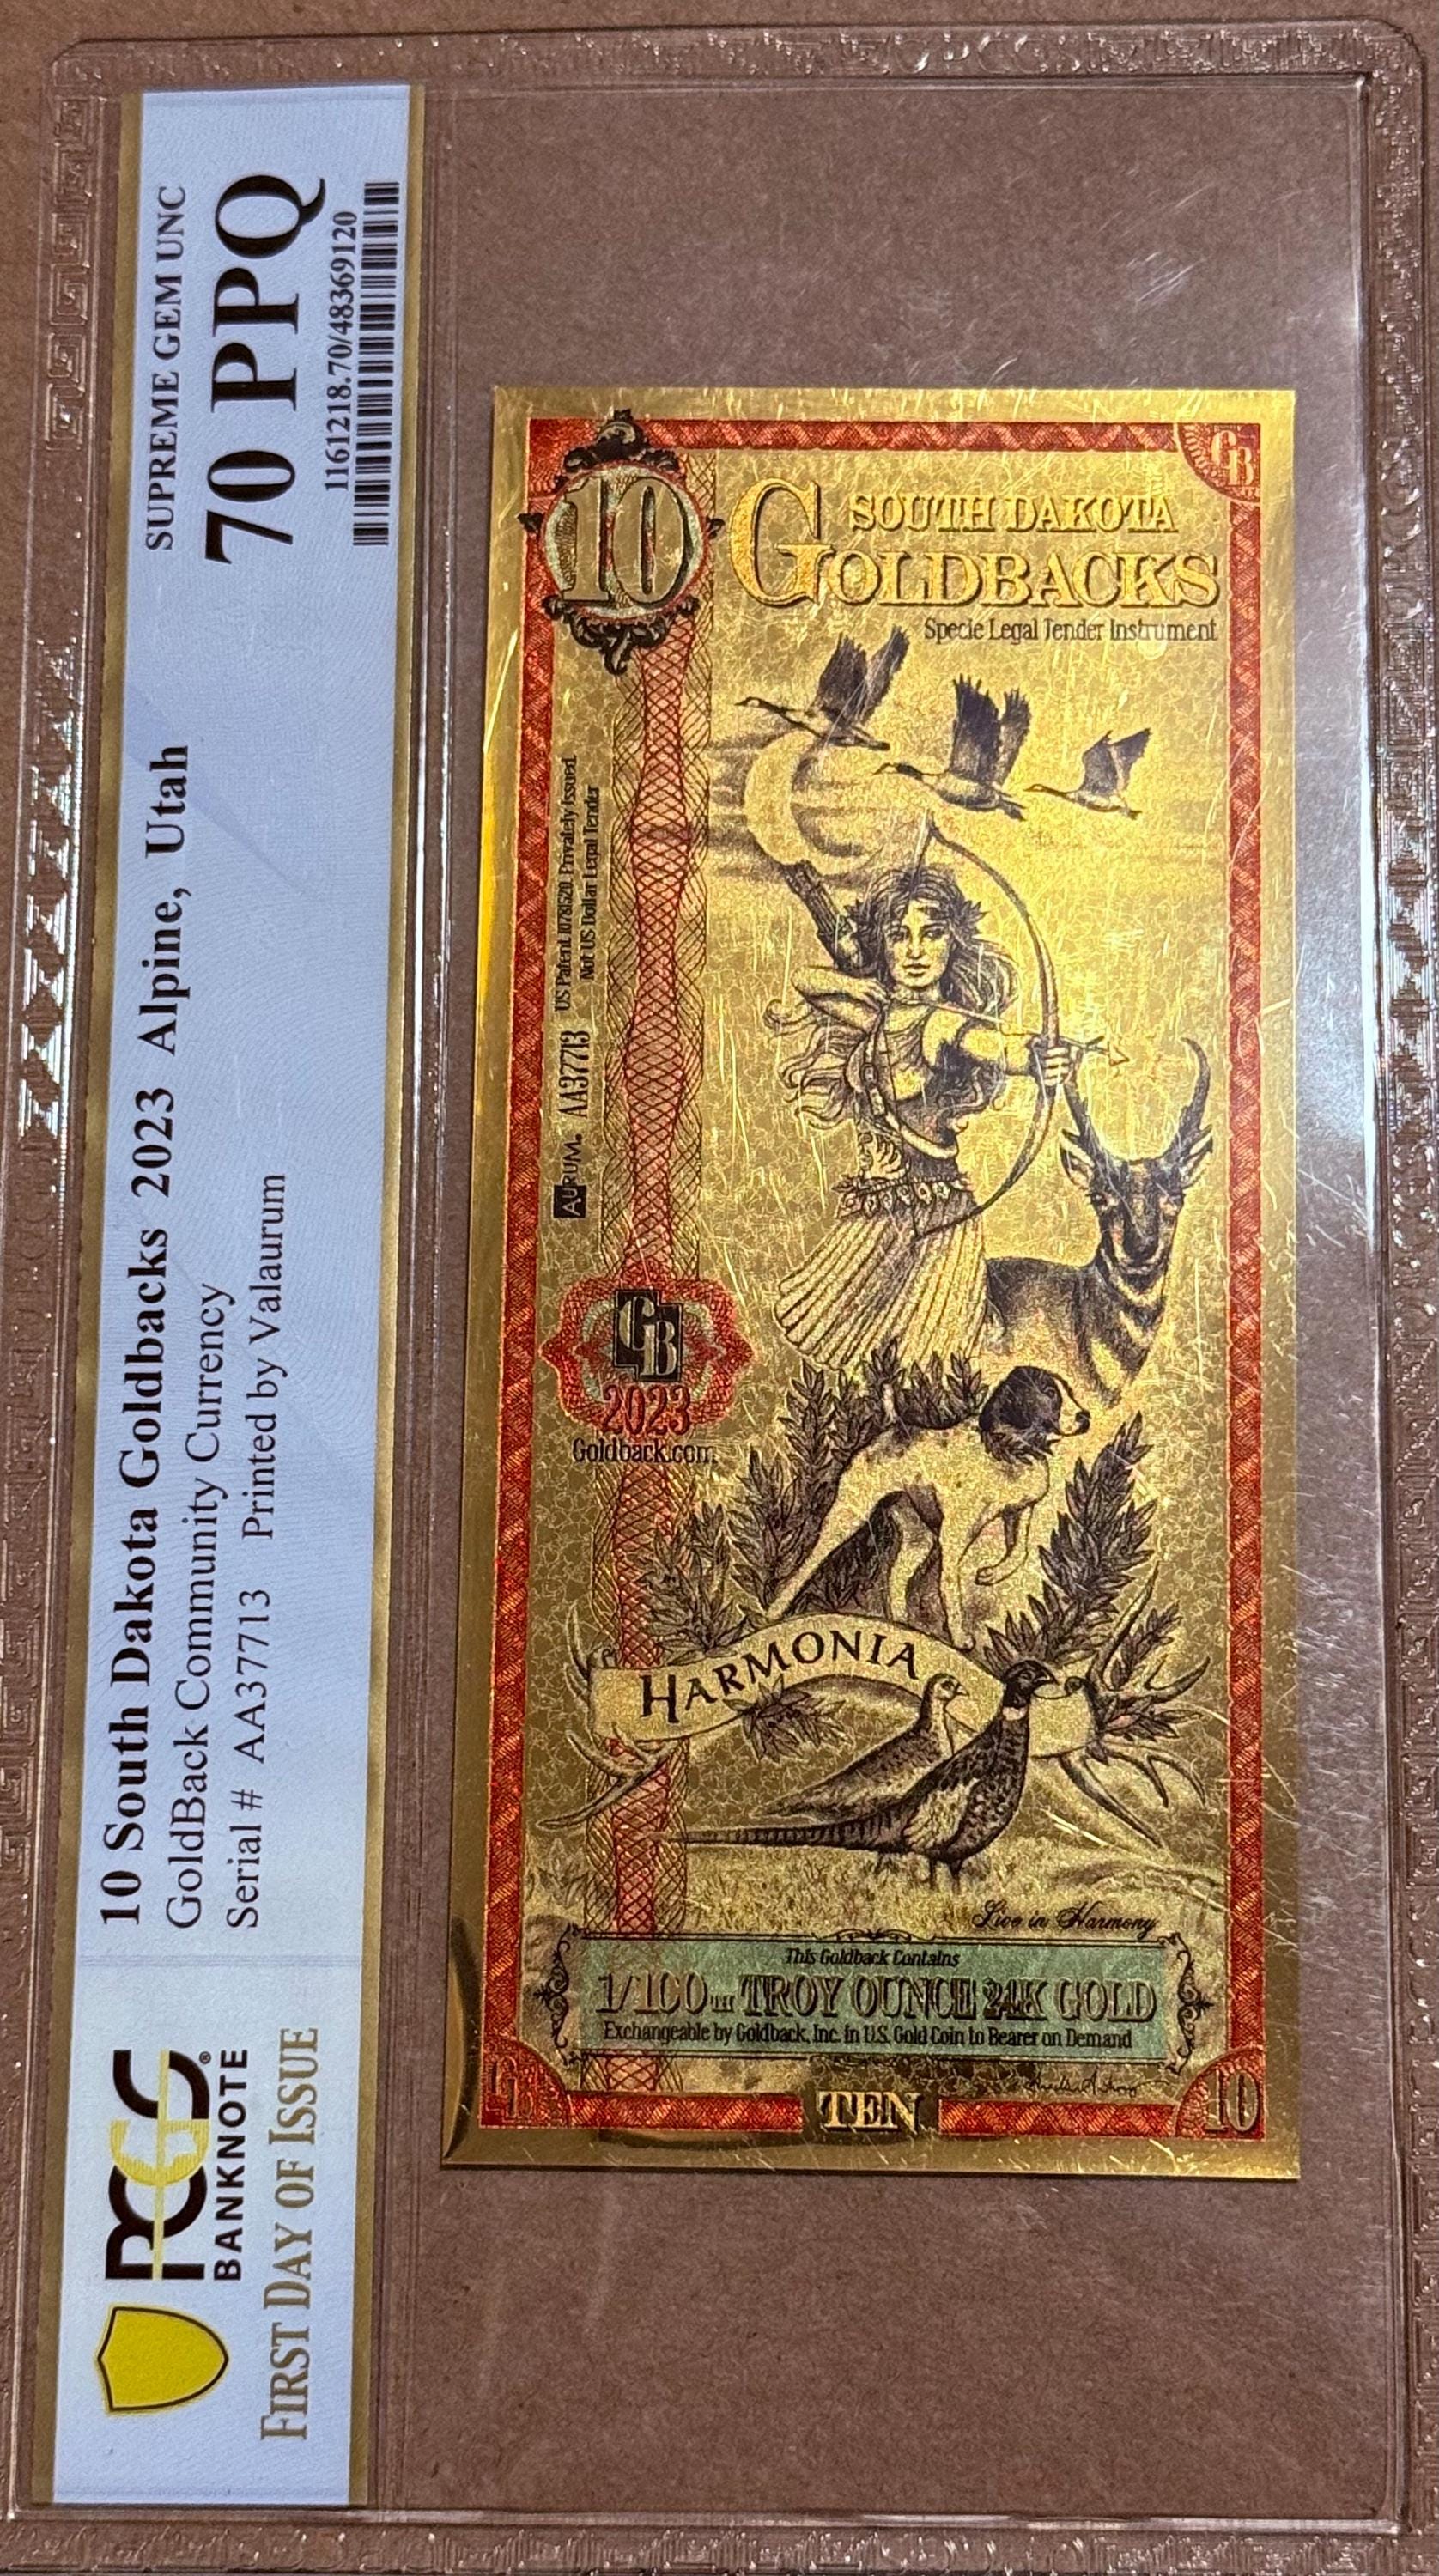 10 South Dakota Goldbacks 2023 Alpine, Utah
GoldBack Community Currency
Serial # AA37713 Printed by Valaurum
SUPREME GEM UNC
70 PPQ
1161218.70/48369120
PCGS®
BANKNOTE
FIRST DAY OF ISSUE
10
GB
SOUTH DAKOTA
GOLDBACKS
Specie Legal Tender Instrument
US Patent 10781520. Privately Issued.
Not US Dollar Legal Tender
AURUM. AA37713
GB
2023
Goldback.com
HARMONIA
Live in Harmony
This Goldback Contains
1/100TH TROY OUNCE 24K GOLD
Exchangeable by Goldback, Inc. in U.S. Gold Coin to Bearer on Demand
GB
TEN
10